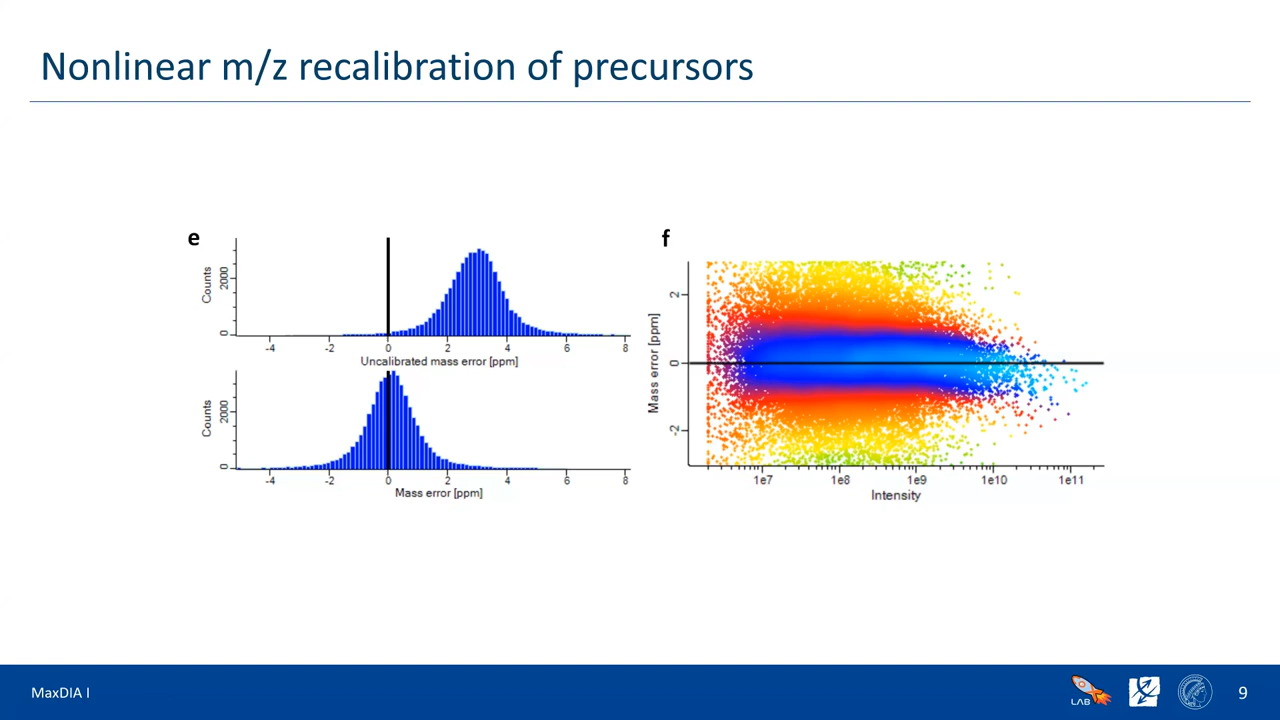 Nonlinear m/z recalibration of precursors
e
Counts
2000
0
-4 -2 0 2 4 6 8
Uncalibrated mass error [ppm]
Counts
2000
0
-4 -2 0 2 4 6 8
Mass error [ppm]
f
Mass error [ppm]
2
0
-2
1e7 1e8 1e9 1e10 1e11
Intensity
MaxDIA I
LAB
9